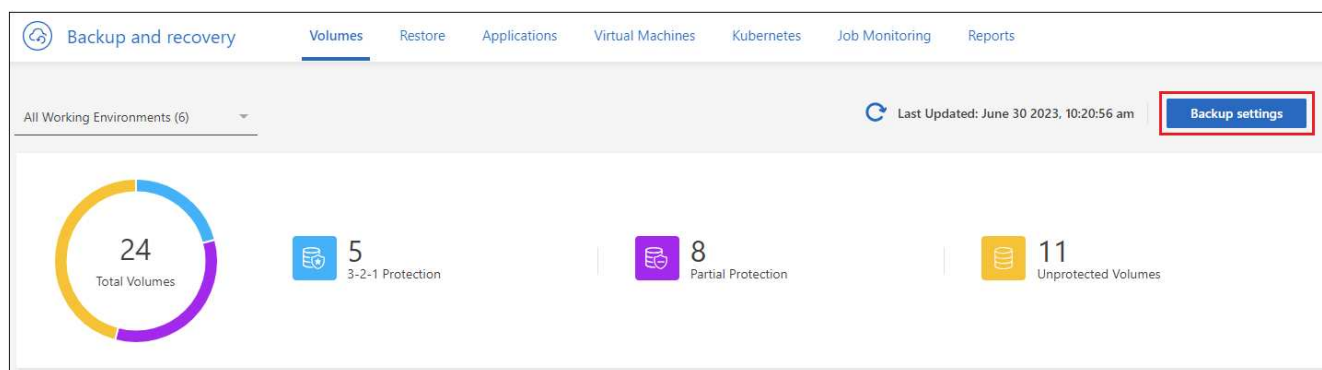 Backup and recovery
Volumes
Restore
Applications
Virtual Machines
Kubernetes
Job Monitoring
Reports
All Working Environments (6)
Last Updated: June 30 2023, 10:20:56 am
Backup settings
24
Total Volumes
5
3-2-1 Protection
8
Partial Protection
11
Unprotected Volumes